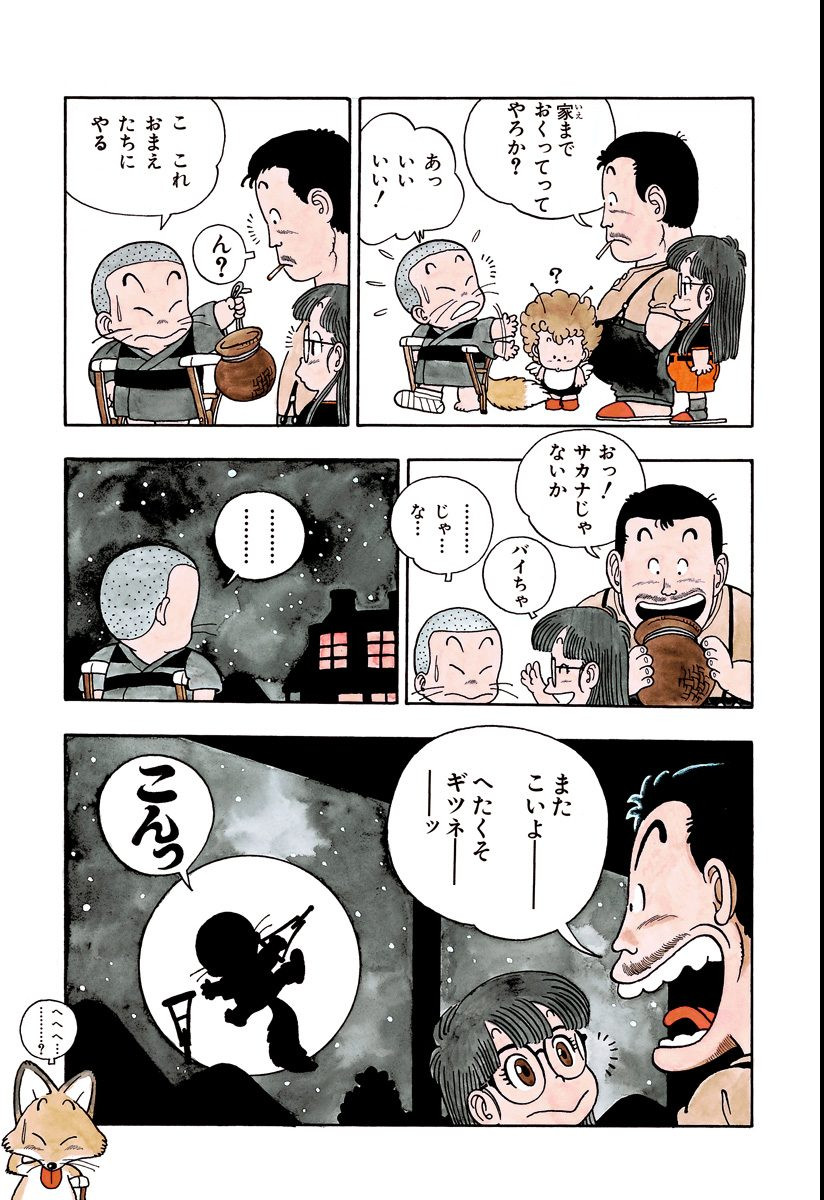 家まで
いえ
おくってって
やろか?
あっ
いい
いい!
?
こ これ
おまえ
たちに
やる
ん?
おっ!
サカナじゃ
ないか
バイちゃ
………
じゃ…
な…
………
………
また
こいよ――
へたくそ
ギツネ――
――ッ
こんっ
へへへ…
………?